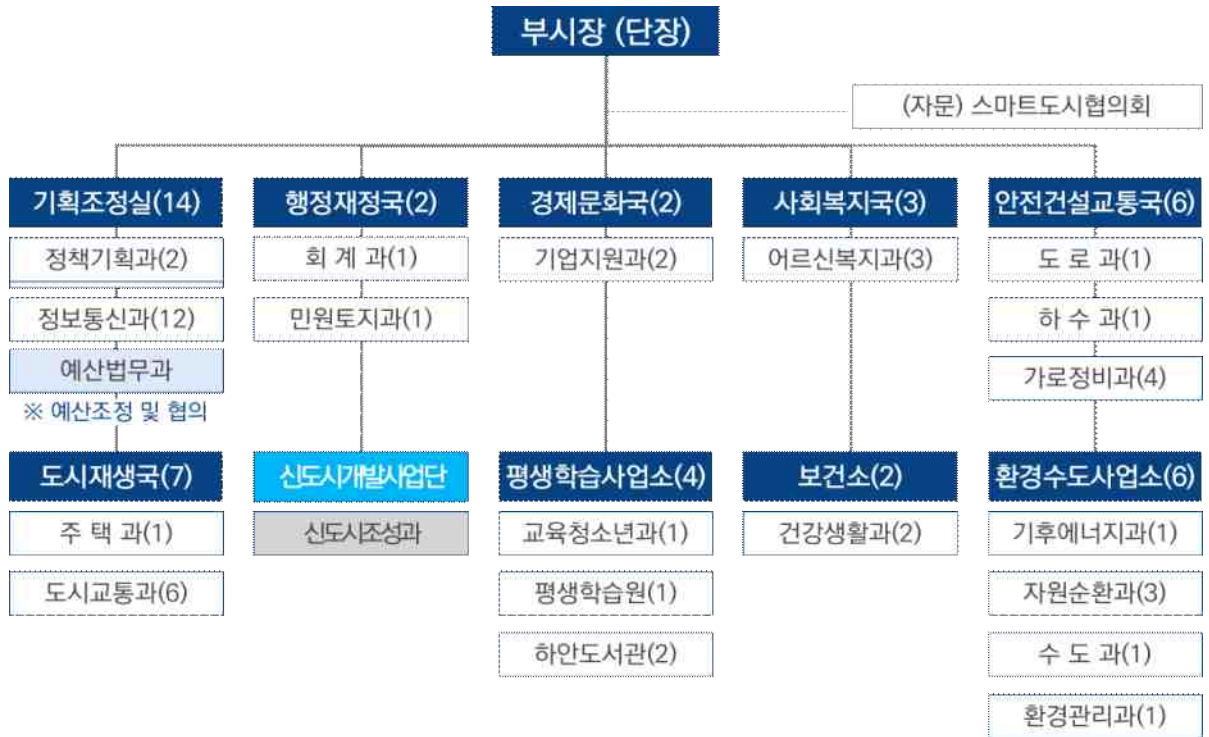 부시장 (단장)
(자문) 스마트도시협의회
기획조정실(14)
정책기획과(2)
정보통신과(12)
예산법무과
※ 예산조정 및 협의
행정재정국(2)
회 계 과(1)
민원토지과(1)
경제문화국(2)
기업지원과(2)
사회복지국(3)
어르신복지과(3)
안전건설교통국(6)
도 로 과(1)
하 수 과(1)
가로정비과(4)
도시재생국(7)
주 택 과(1)
도시교통과(6)
신도시개발사업단
신도시조성과
평생학습사업소(4)
교육청소년과(1)
평생학습원(1)
하안도서관(2)
보건소(2)
건강생활과(2)
환경수도사업소(6)
기후에너지과(1)
자원순환과(3)
수 도 과(1)
환경관리과(1)